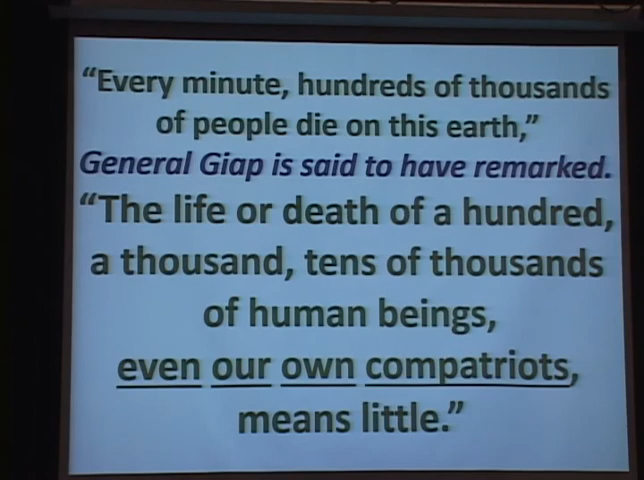 “Every minute, hundreds of thousands
of people die on this earth,”
General Giap is said to have remarked.
“The life or death of a hundred,
a thousand, tens of thousands
of human beings,
even our own compatriots,
means little.”